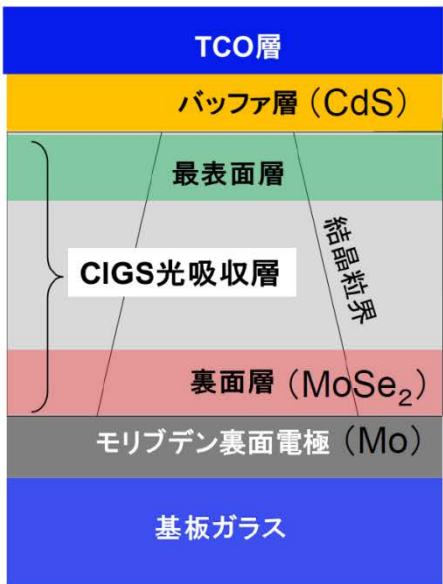 TCO層
バッファ層（CdS）
最表面層
CIGS光吸収層
結晶粒界
裏面層（MoSe₂）
モリブデン裏面電極（Mo）
基板ガラス